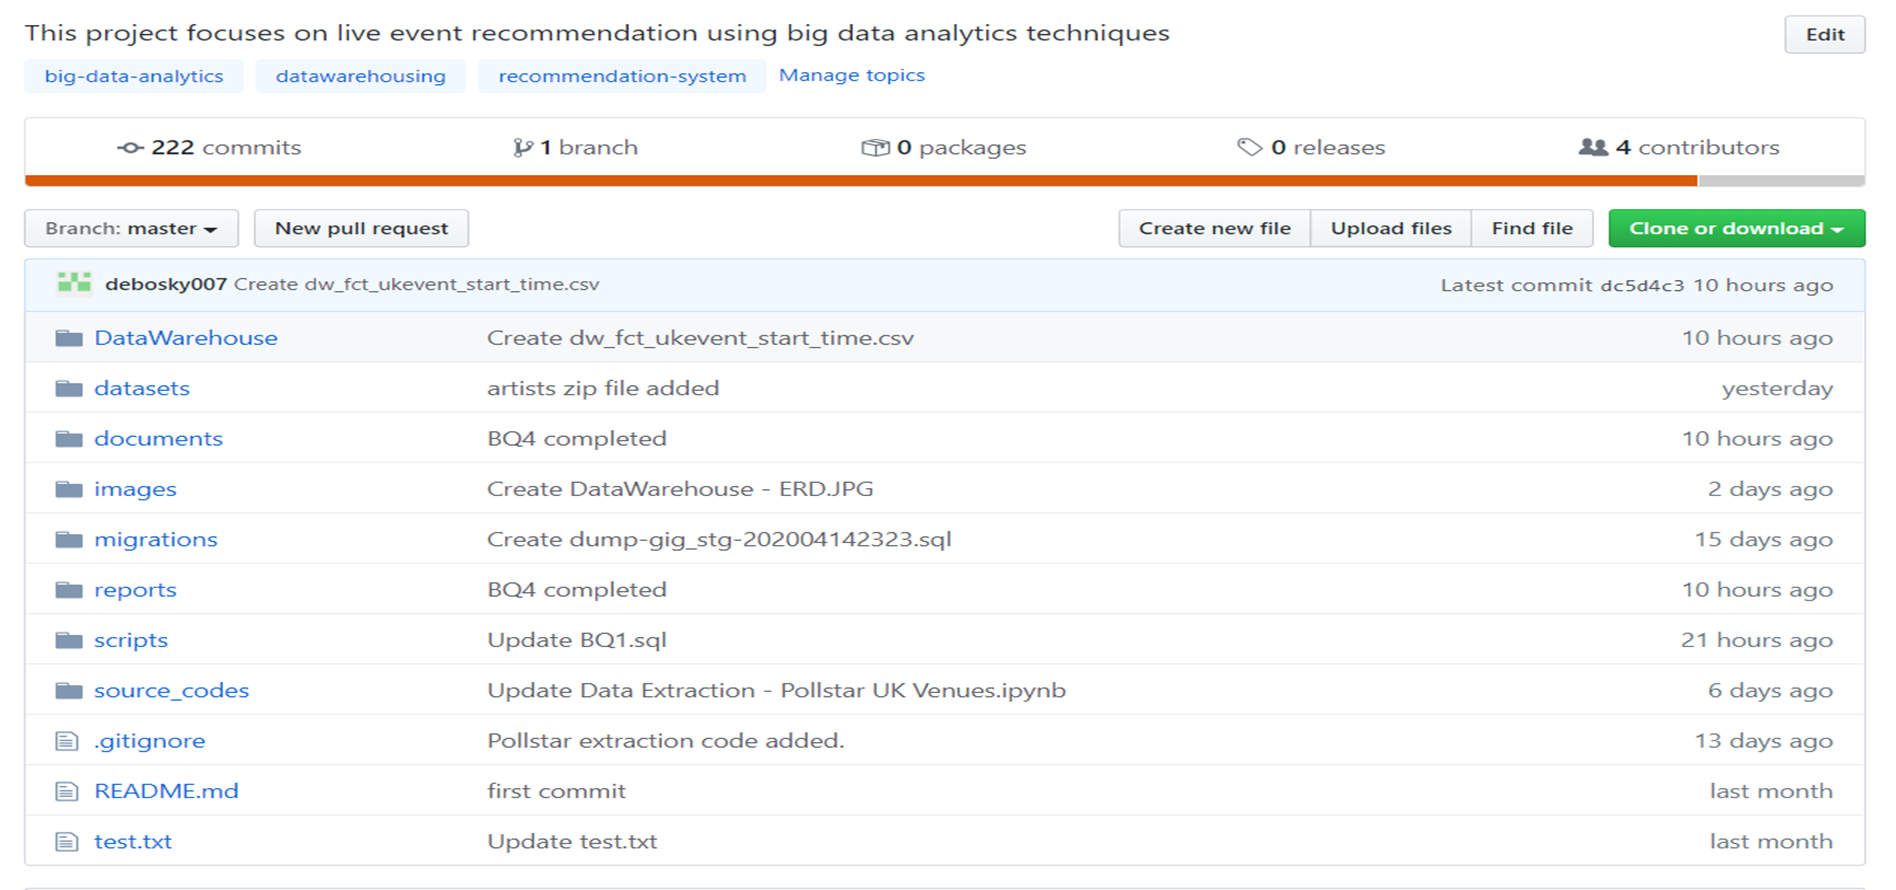 This project focuses on live event recommendation using big data analytics techniques
Edit
big-data-analytics datawarehousing recommendation-system Manage topics
222 commits 1 branch 0 packages 0 releases 4 contributors
Branch: master New pull request Create new file Upload files Find file Clone or download
debosky007 Create dw_fct_ukevent_start_time.csv Latest commit dc5d4c3 10 hours ago
DataWarehouse Create dw_fct_ukevent_start_time.csv 10 hours ago
datasets artists zip file added yesterday
documents BQ4 completed 10 hours ago
images Create DataWarehouse - ERD.JPG 2 days ago
migrations Create dump-gig_stg-202004142323.sql 15 days ago
reports BQ4 completed 10 hours ago
scripts Update BQ1.sql 21 hours ago
source_codes Update Data Extraction - Pollstar UK Venues.ipynb 6 days ago
.gitignore Pollstar extraction code added. 13 days ago
README.md first commit last month
test.txt Update test.txt last month